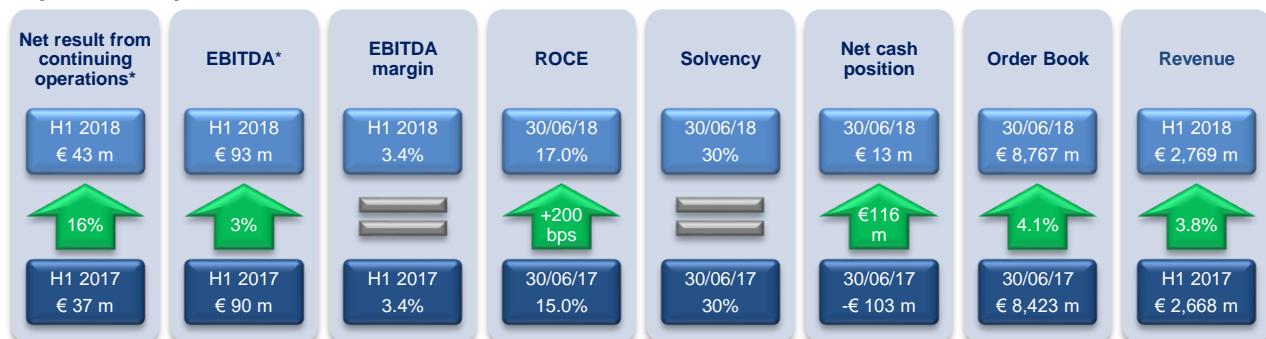 Net result from
continuing
operations*
H1 2018
€ 43 m
16%
H1 2017
€ 37 m
EBITDA*
H1 2018
€ 93 m
3%
H1 2017
€ 90 m
EBITDA
margin
H1 2018
3.4%
H1 2017
3.4%
ROCE
30/06/18
17.0%
+200
bps
30/06/17
15.0%
Solvency
30/06/18
30%
30/06/17
30%
Net cash
position
30/06/18
€ 13 m
€116
m
30/06/17
-€ 103 m
Order Book
30/06/18
€ 8,767 m
4.1%
30/06/17
€ 8,423 m
Revenue
H1 2018
€ 2,769 m
3.8%
H1 2017
€ 2,668 m